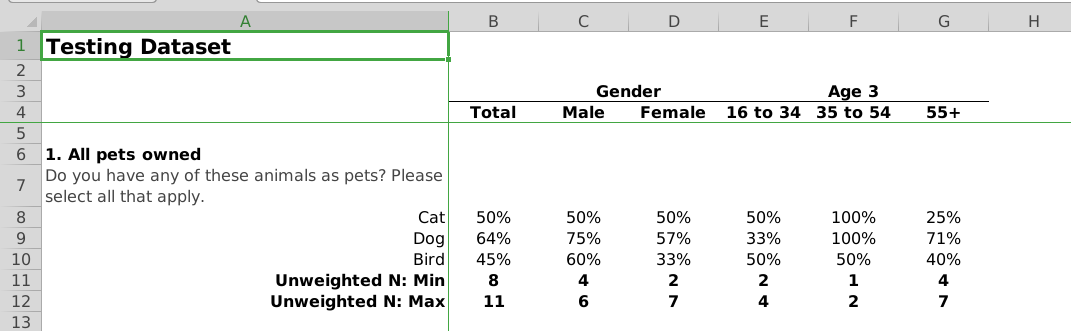 A B C D E F G H
1 Testing Dataset
2
3 Gender Age 3
4 Total Male Female 16 to 34 35 to 54 55+
5
6 1. All pets owned
7 Do you have any of these animals as pets? Please
select all that apply.
8 Cat 50% 50% 50% 50% 100% 25%
9 Dog 64% 75% 57% 33% 100% 71%
10 Bird 45% 60% 33% 50% 50% 40%
11 Unweighted N: Min 8 4 2 2 1 4
12 Unweighted N: Max 11 6 7 4 2 7
13